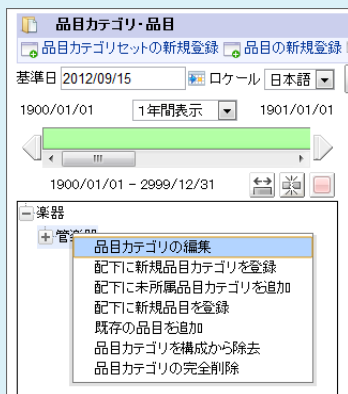 品目カテゴリ・品目
品目カテゴリセットの新規登録 品目の新規登録
基準日 2012/09/15 ロケール 日本語
1900/01/01 1年間表示 1901/01/01
1900/01/01 - 2999/12/31
楽器
管楽器
品目カテゴリの編集
配下に新規品目カテゴリを登録
配下に未所属品目カテゴリを追加
配下に新規品目を登録
既存の品目を追加
品目カテゴリを構成から除去
品目カテゴリの完全削除